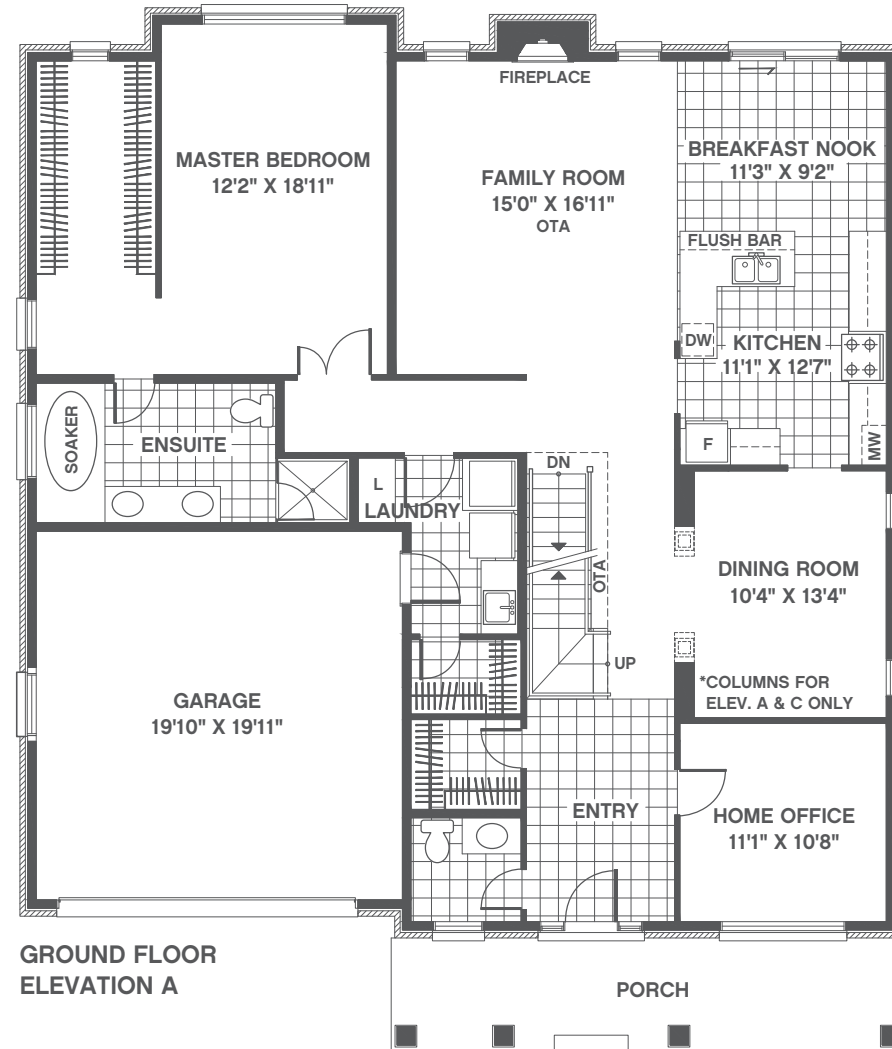 FIREPLACE
MASTER BEDROOM
12'2" X 18'11"
FAMILY ROOM
15'0" X 16'11"
OTA
BREAKFAST NOOK
11'3" X 9'2"
FLUSH BAR
DW
KITCHEN
11'1" X 12'7"
F
MW
SOAKER
ENSUITE
L
LAUNDRY
DN
OTA
UP
DINING ROOM
10'4" X 13'4"
*COLUMNS FOR
ELEV. A & C ONLY
GARAGE
19'10" X 19'11"
ENTRY
HOME OFFICE
11'1" X 10'8"
GROUND FLOOR
ELEVATION A
PORCH